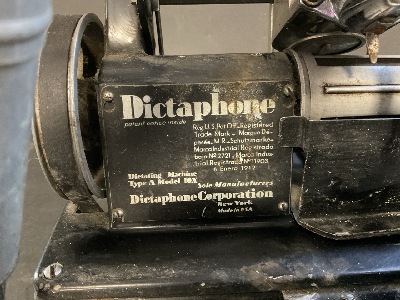 Dictaphone
patent notice inside
Reg. U.S. Pat. Off. Registered
Trade Mark - Marque De-
posée, M.R.-Schutzmarke-
Marca Industrial Registrada
bajo Nº 2721, Marca Indus-
trial Registrada Nº 11903
6 Enero 1912
Dictating Machine
Type A Model 10X
Sole Manufacturers
Dictaphone Corporation
New York
Made in U.S.A.